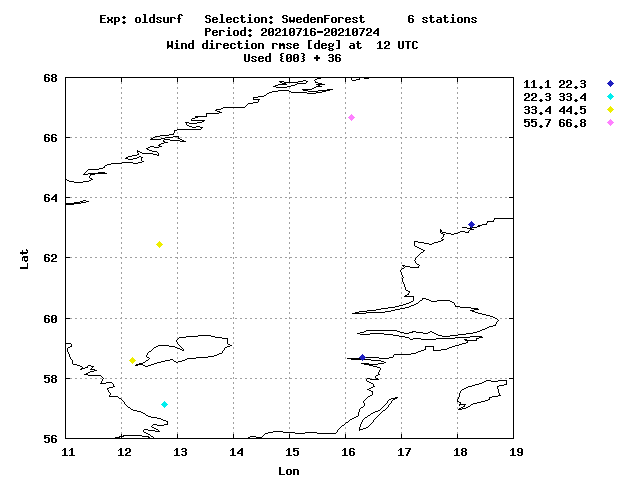 Exp: oldsurf   Selection: SwedenForest      6 stations
Period: 20210716-20210724
Wind direction rmse [deg] at  12 UTC
Used {00} + 36
11.1 22.3
22.3 33.4
33.4 44.5
55.7 66.8
68
66
64
62
60
58
56
Lat
11 12 13 14 15 16 17 18 19
Lon